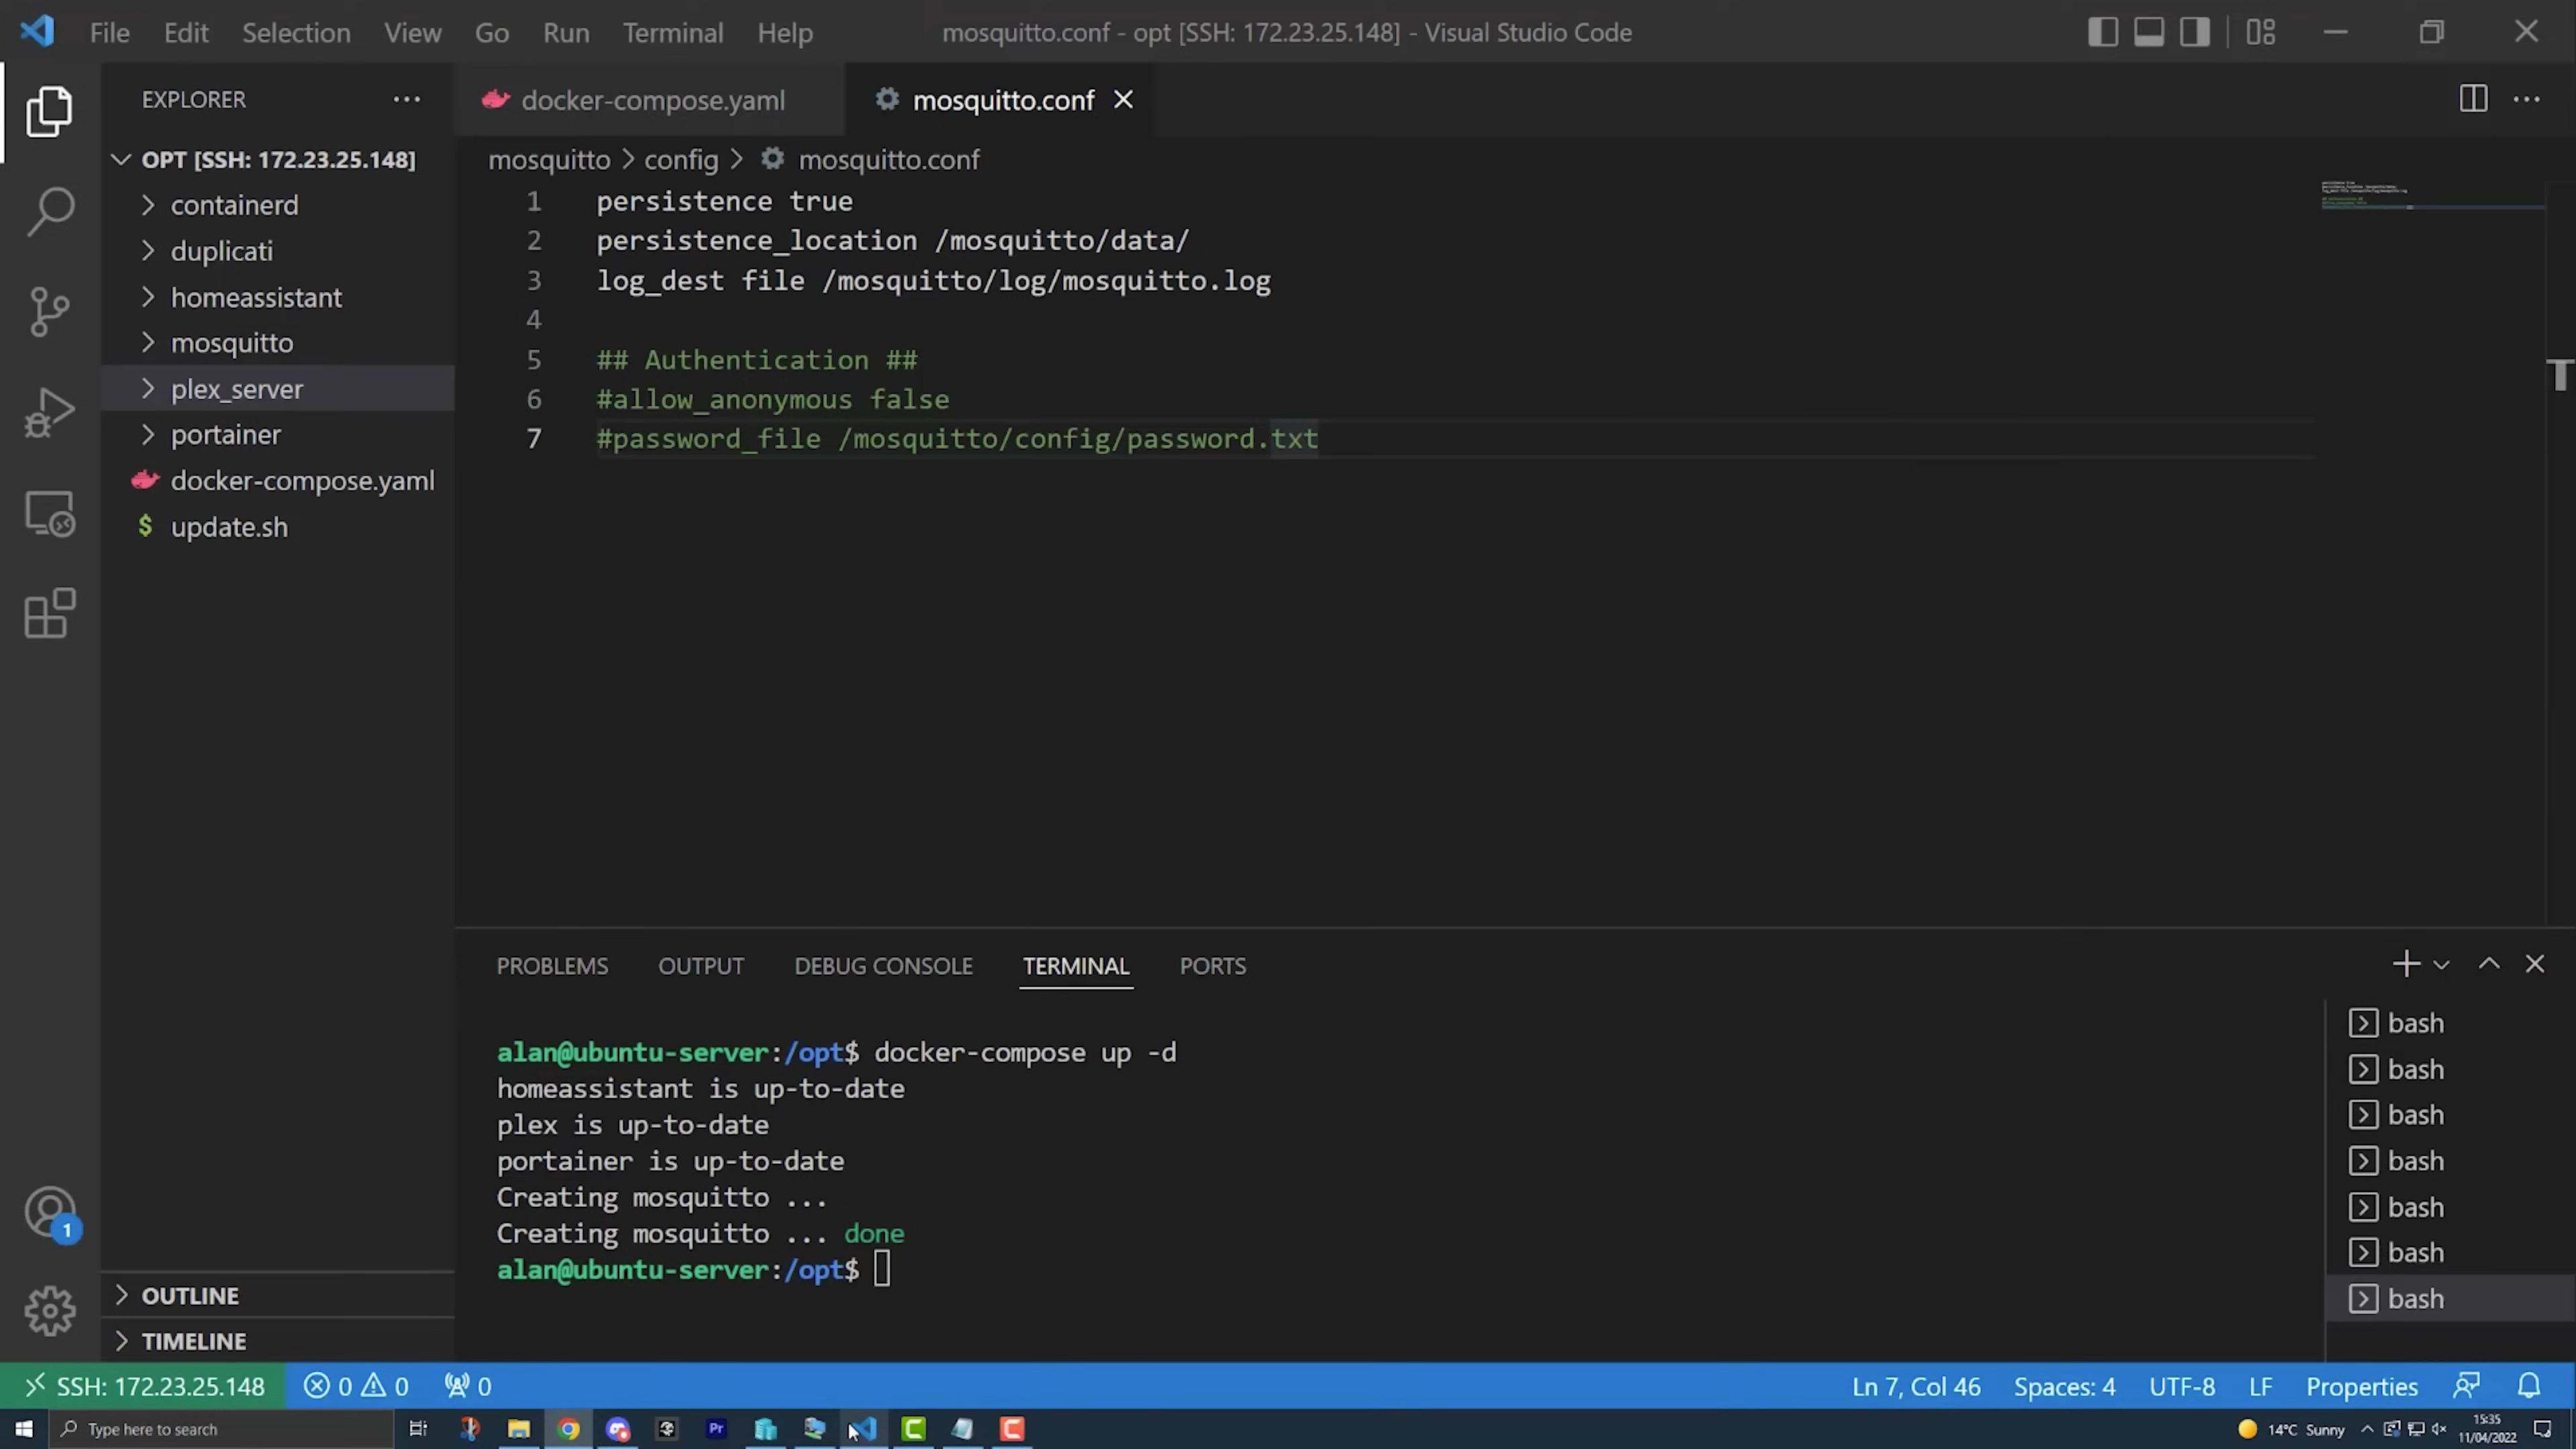 File Edit Selection View Go Run Terminal Help
mosquitto.conf - opt [SSH: 172.23.25.148] - Visual Studio Code
EXPLORER
OPT [SSH: 172.23.25.148]
containerd
duplicati
homeassistant
mosquitto
plex_server
portainer
docker-compose.yaml
$ update.sh
OUTLINE
TIMELINE
docker-compose.yaml
mosquitto.conf
mosquitto > config > mosquitto.conf
1 persistence true
2 persistence_location /mosquitto/data/
3 log_dest file /mosquitto/log/mosquitto.log
4
5 ## Authentication ##
6 #allow_anonymous false
7 #password_file /mosquitto/config/password.txt
PROBLEMS OUTPUT DEBUG CONSOLE TERMINAL PORTS
alan@ubuntu-server:/opt$ docker-compose up -d
homeassistant is up-to-date
plex is up-to-date
portainer is up-to-date
Creating mosquitto ...
Creating mosquitto ... done
alan@ubuntu-server:/opt$
bash
bash
bash
bash
bash
bash
bash
1
SSH: 172.23.25.148 0 0 0 Ln 7, Col 46 Spaces: 4 UTF-8 LF Properties
Type here to search
Pr
14°C Sunny
15:35
11/04/2022